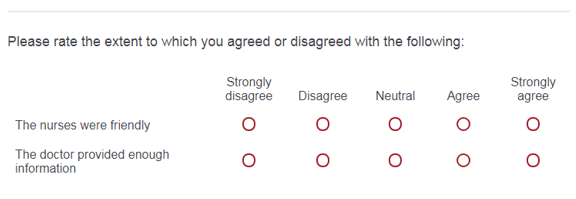 Please rate the extent to which you agreed or disagreed with the following:
Strongly disagree Disagree Neutral Agree Strongly agree
The nurses were friendly
The doctor provided enough
information